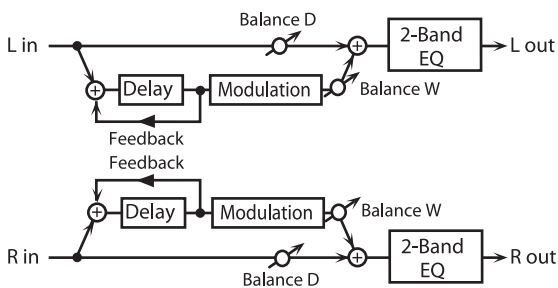 Balance D
L in
2-Band
EQ
L out
Delay
Modulation
Balance W
Feedback
Feedback
Delay
Modulation
Balance W
R in
2-Band
EQ
R out
Balance D